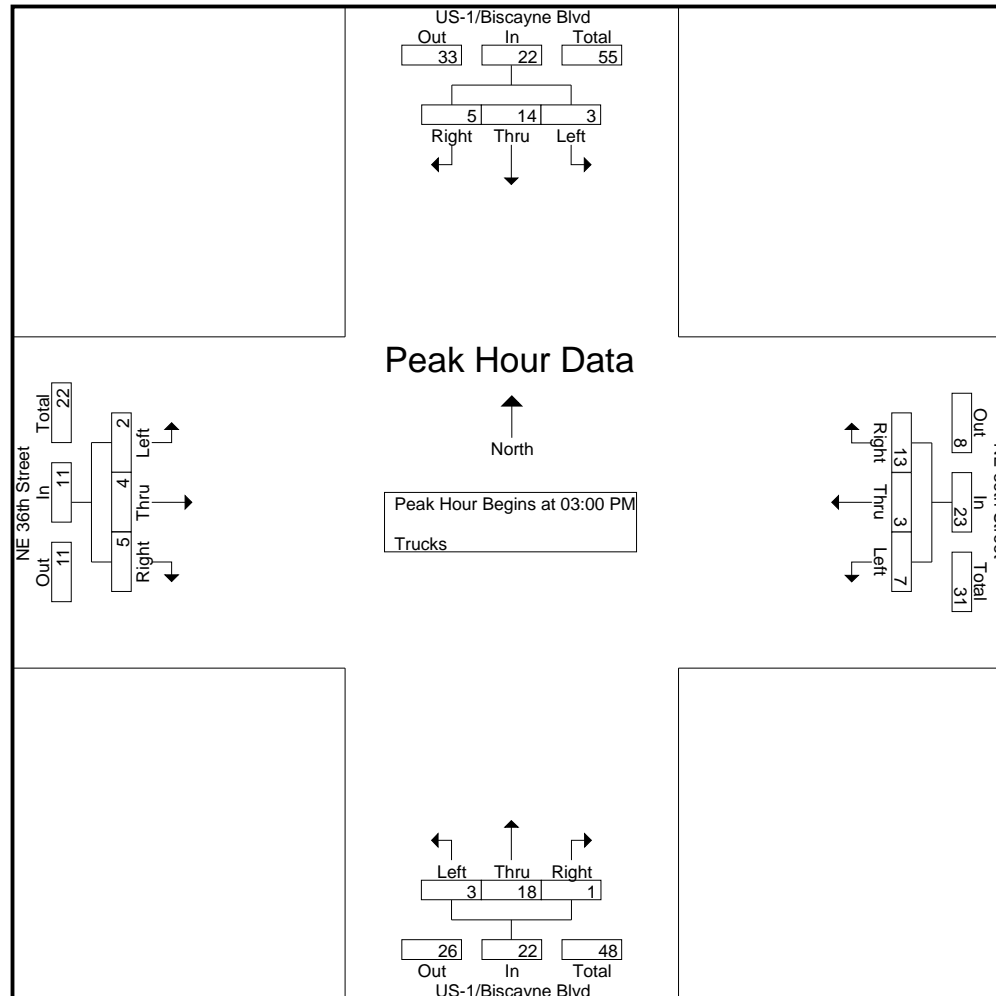 US-1/Biscayne Blvd
Out In Total
33 22 55
5 14 3
Right Thru Left
Peak Hour Data
North
Peak Hour Begins at 03:00 PM
Trucks
NE 36th Street
Total In Out
22 11 11
2 4 5
Left Thru Right
Out In Total
8 23 31
13 3 7
Right Thru Left
Left Thru Right
3 18 1
26 22 48
Out In Total
US-1/Biscayne Blvd